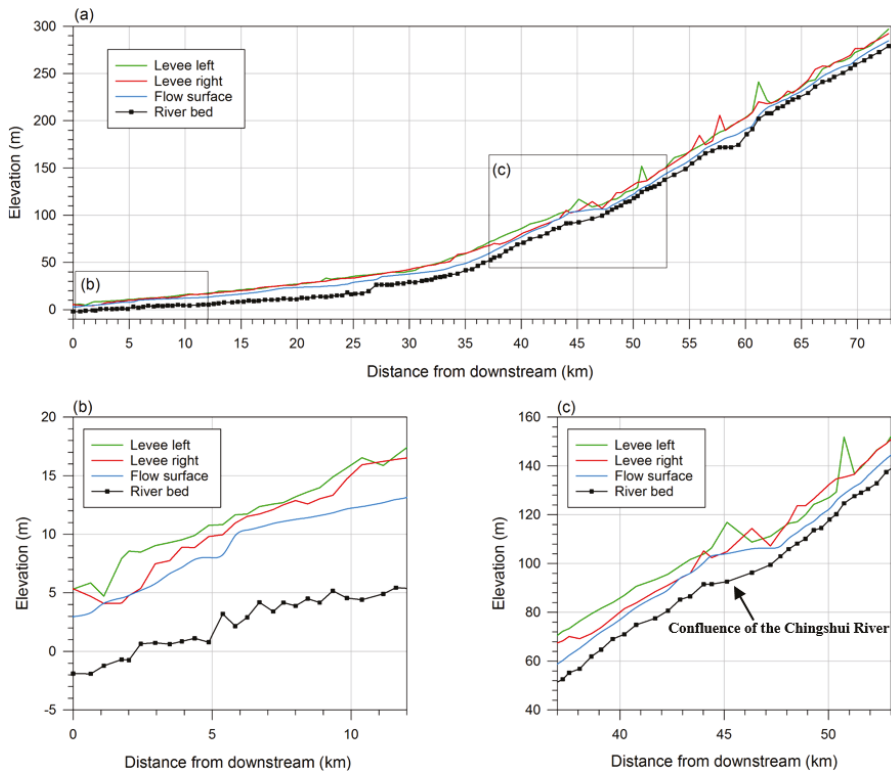 (a)
300
250
200
150
100
50
0
Elevation (m)
Levee left
Levee right
Flow surface
River bed
(b)
(c)
0 5 10 15 20 25 30 35 40 45 50 55 60 65 70
Distance from downstream (km)
(b)
20
15
10
5
0
-5
Elevation (m)
Levee left
Levee right
Flow surface
River bed
0 5 10
Distance from downstream (km)
(c)
160
140
120
100
80
60
40
Elevation (m)
Levee left
Levee right
Flow surface
River bed
Confluence of the Chingshui River
40 45 50
Distance from downstream (km)